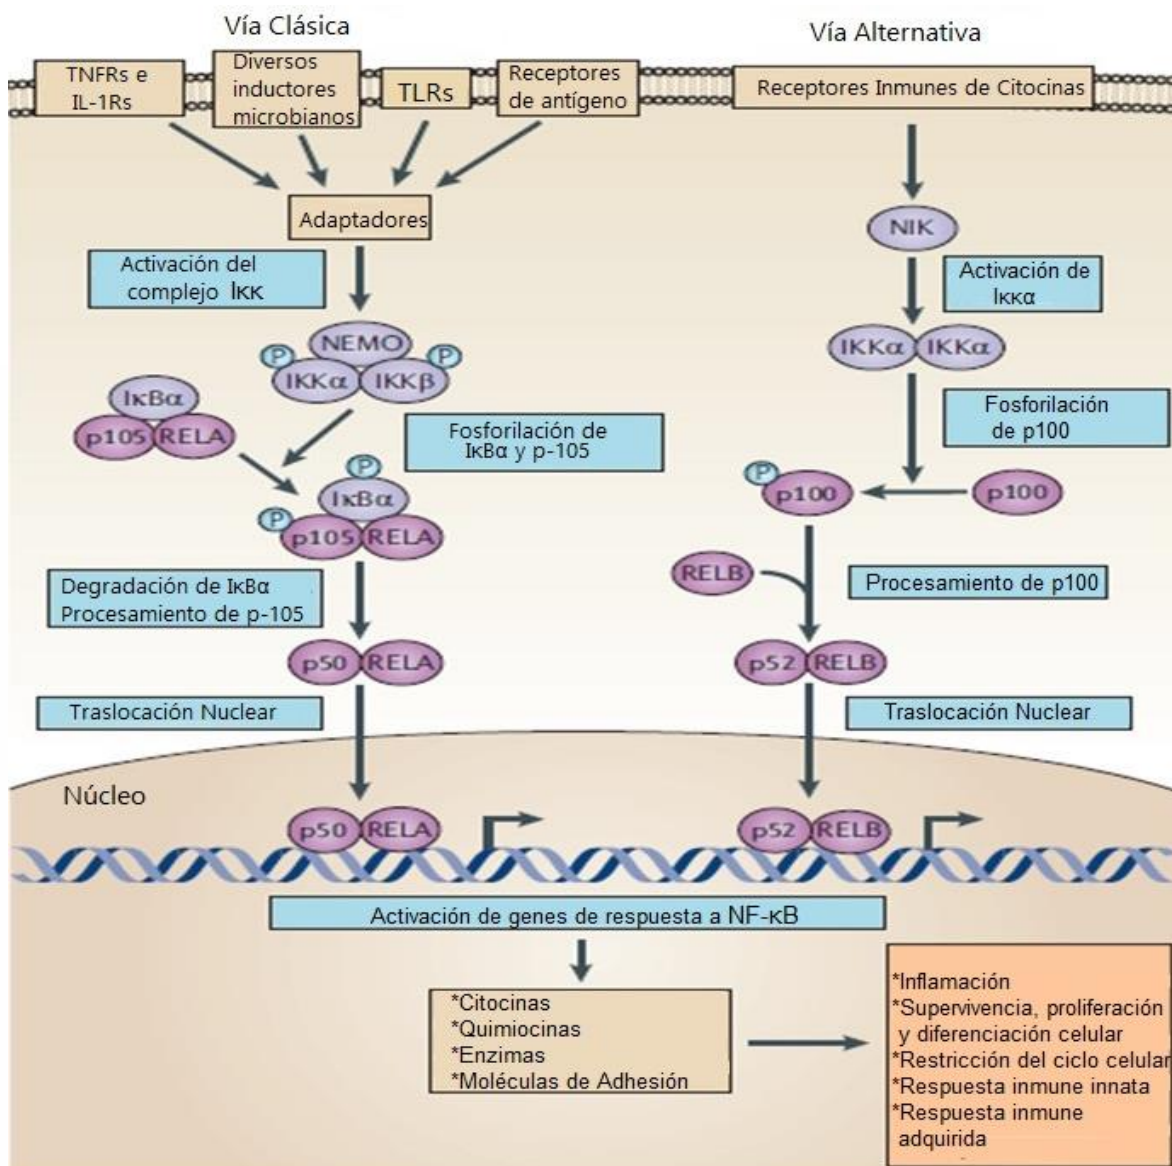 Vía Clásica
Vía Alternativa
TNFRs e
IL-1Rs
Diversos
inductores
microbianos
TLRs
Receptores
de antígeno
Receptores Inmunes de Citocinas
Adaptadores
NIK
Activación del
complejo Iκκ
Activación de
Iκκα
NEMO
P
P
IKKα
IKKβ
IKKα
IKKα
IκBα
p105
RELA
Fosforilación de
IκBα y p-105
Fosforilación
de p100
P
IκBα
P
p105
RELA
P
p100
p100
Degradación de IκBα
Procesamiento de p-105
RELB
Procesamiento de p100
p50
RELA
p52
RELB
Traslocación Nuclear
Traslocación Nuclear
Núcleo
p50
RELA
p52
RELB
Activación de genes de respuesta a NF-κB
*Citocinas
*Quimiocinas
*Enzimas
*Moléculas de Adhesión
*Inflamación
*Supervivencia, proliferación
y diferenciación celular
*Restricción del ciclo celular
*Respuesta inmune innata
*Respuesta inmune
adquirida